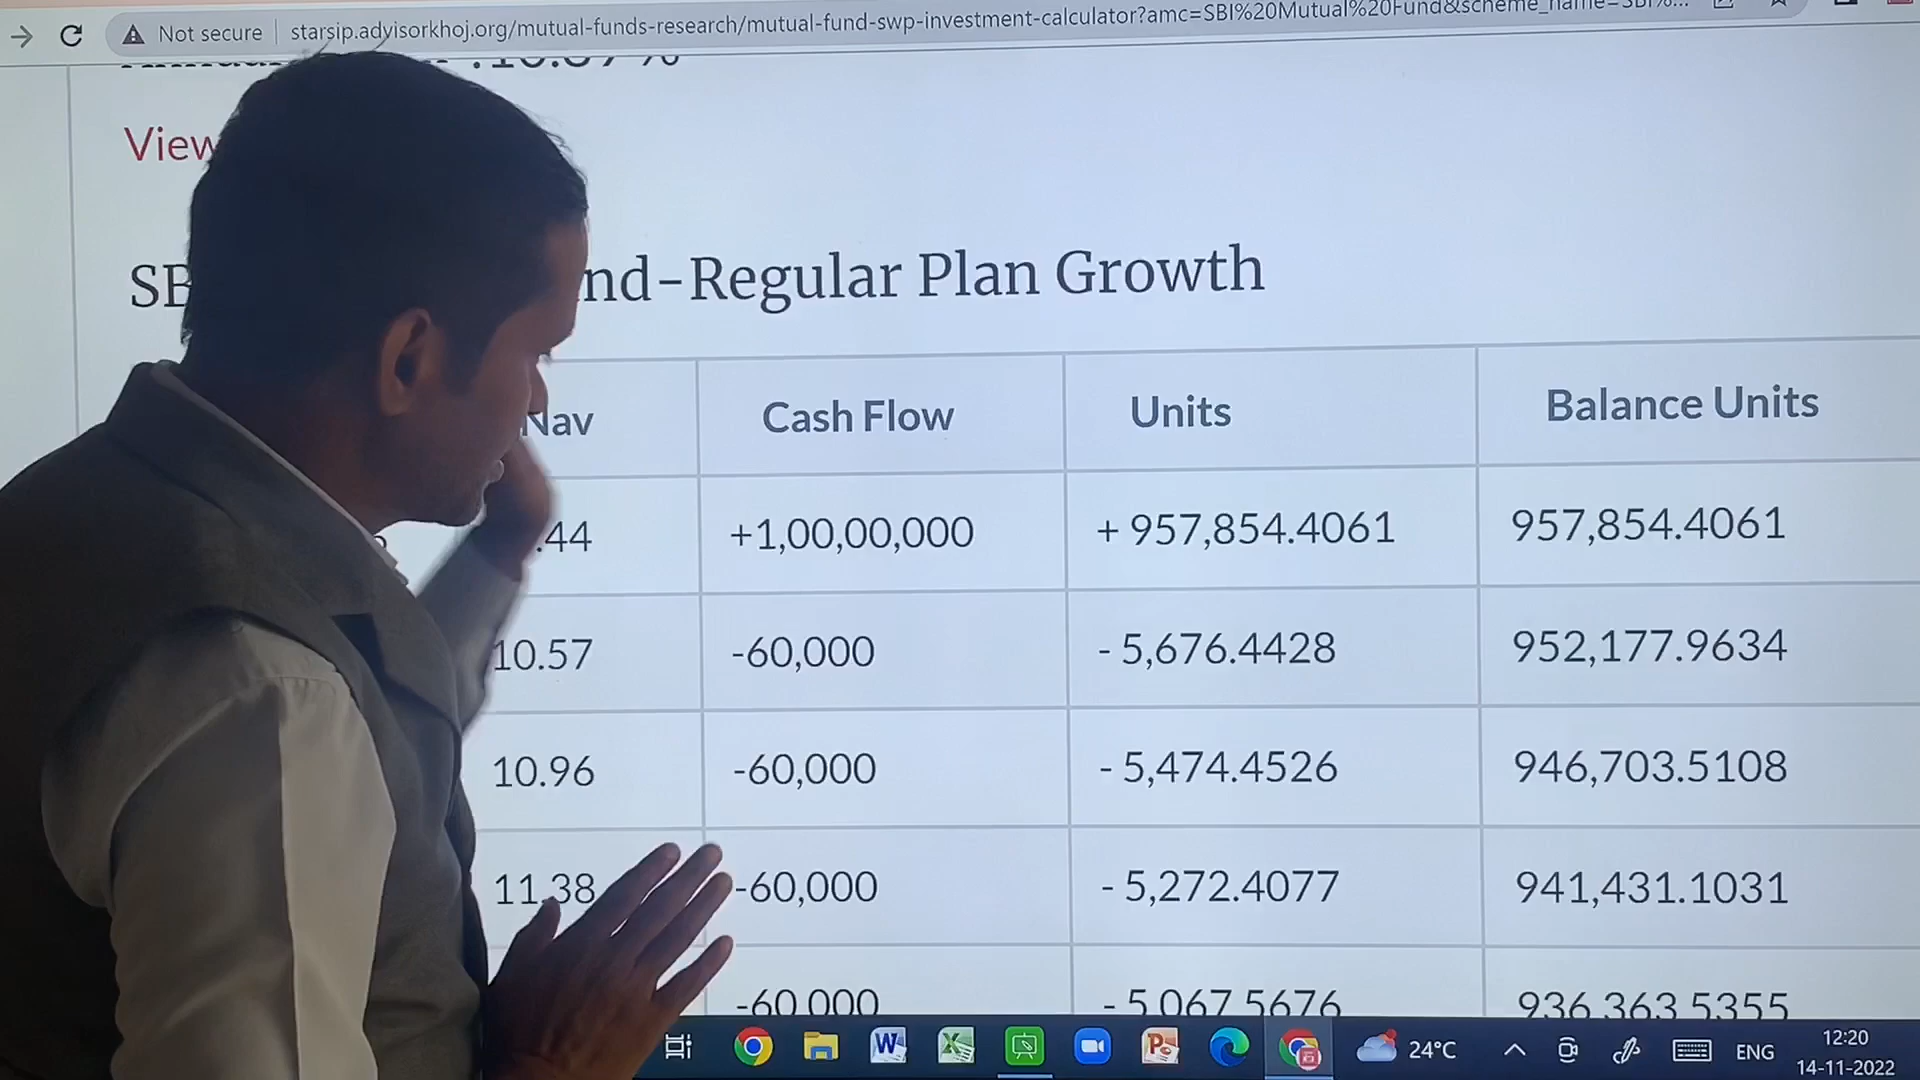 Not secure starsip.advisorkhoj.org/mutual-funds-research/mutual-fund-swp-investment-calculator?amc=SBI%20Mutual%20Fund&scheme_name=SBI%...
View
SB nd-Regular Plan Growth
Nav Cash Flow Units Balance Units
.44 +1,00,00,000 + 957,854.4061 957,854.4061
10.57 -60,000 - 5,676.4428 952,177.9634
10.96 -60,000 - 5,474.4526 946,703.5108
11.38 -60,000 - 5,272.4077 941,431.1031
-60,000 - 5,067.5676 936,363.5355
24°C ENG 12:20
14-11-2022